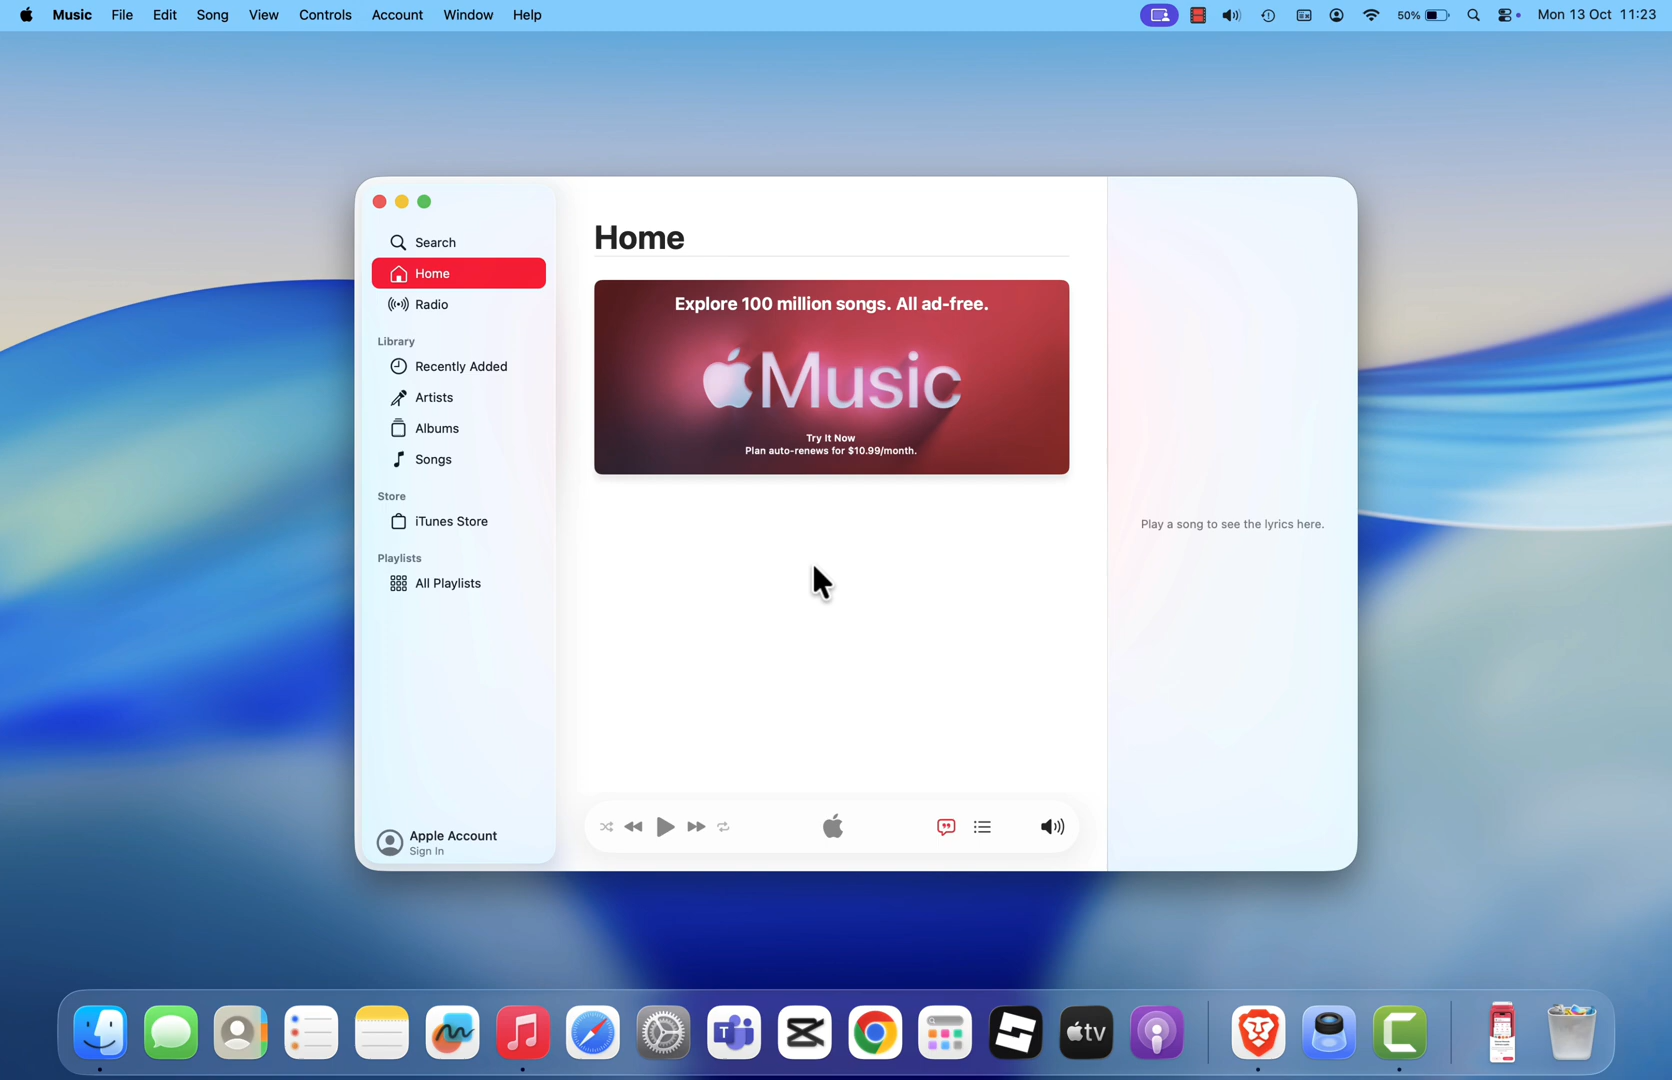 Music File Edit Song View Controls Account Window Help 50% Mon 13 Oct 11:23
Search
Home
Radio
Library
Recently Added
Artists
Albums
Songs
Store
iTunes Store
Playlists
All Playlists
Apple Account
Sign In
Home
Explore 100 million songs. All ad-free.
Music
Try It Now
Plan auto-renews for $10.99/month.
Play a song to see the lyrics here.
tv